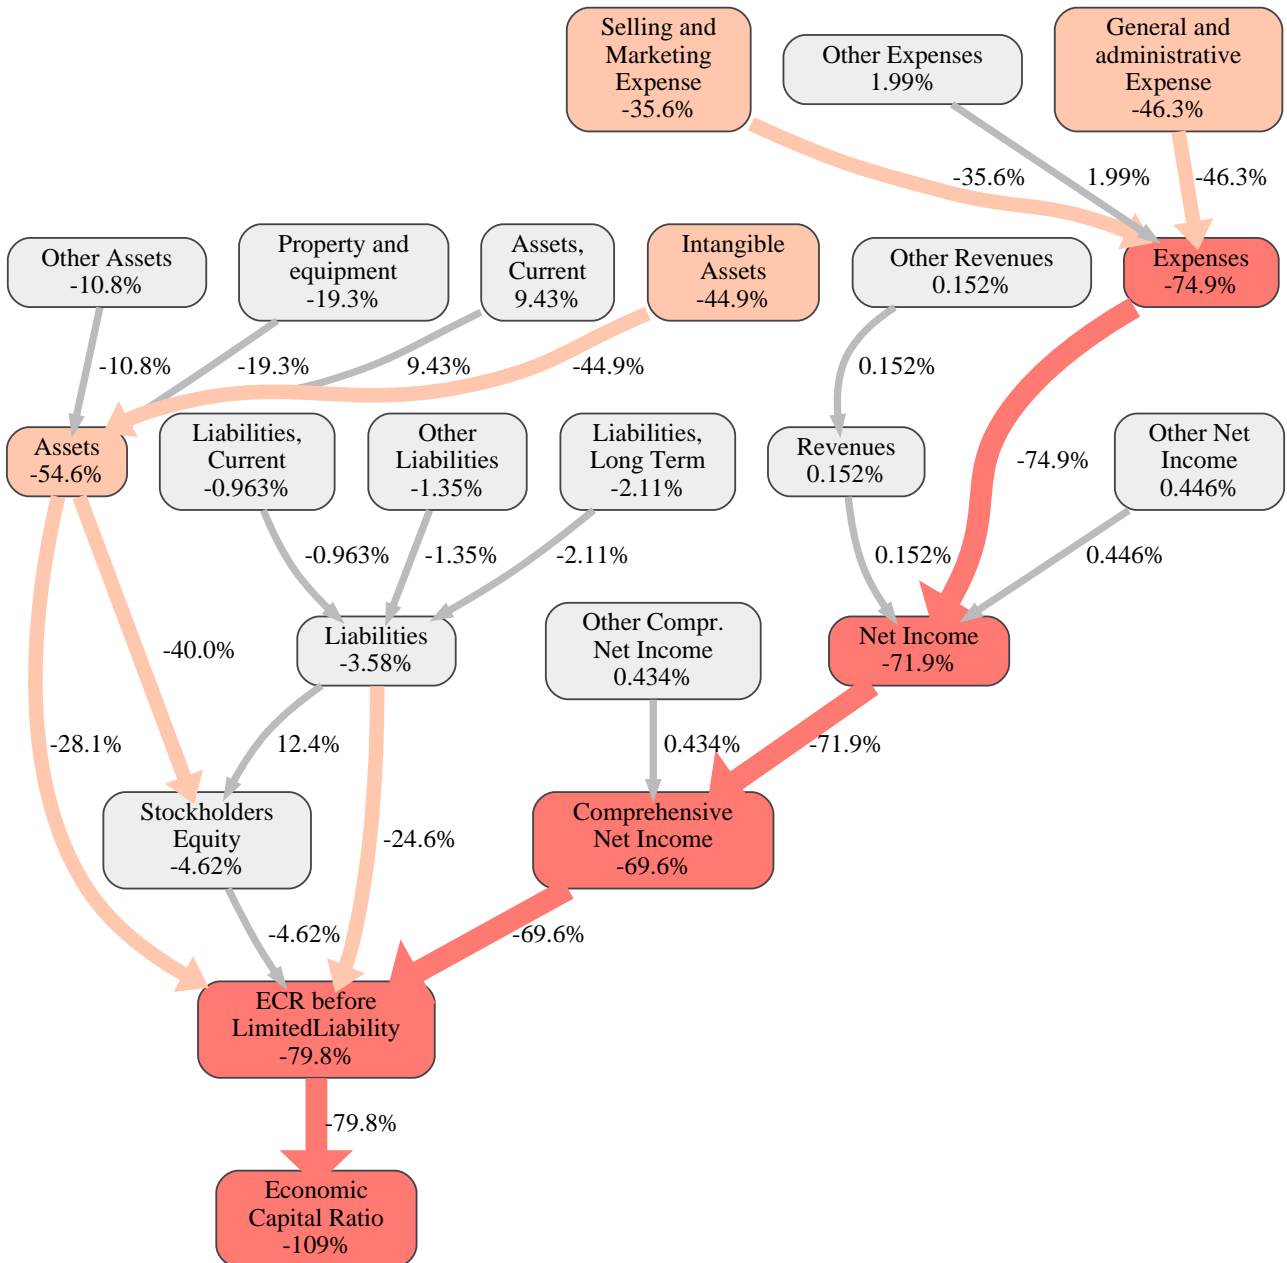 Selling and
Marketing
Expense
-35.6%
Other Expenses
1.99%
General and
administrative
Expense
-46.3%
-35.6%
1.99%
-46.3%
Other Assets
-10.8%
Property and
equipment
-19.3%
Assets,
Current
9.43%
Intangible
Assets
-44.9%
Other Revenues
0.152%
Expenses
-74.9%
-10.8%
-19.3%
9.43%
-44.9%
0.152%
Assets
-54.6%
Liabilities,
Current
-0.963%
Other
Liabilities
-1.35%
Liabilities,
Long Term
-2.11%
Revenues
0.152%
-74.9%
Other Net
Income
0.446%
-0.963%
-1.35%
-2.11%
0.152%
0.446%
-40.0%
Liabilities
-3.58%
Other Compr.
Net Income
0.434%
Net Income
-71.9%
-28.1%
12.4%
0.434%
-71.9%
Stockholders
Equity
-4.62%
-24.6%
Comprehensive
Net Income
-69.6%
-4.62%
-69.6%
ECR before
LimitedLiability
-79.8%
-79.8%
Economic
Capital Ratio
-109%